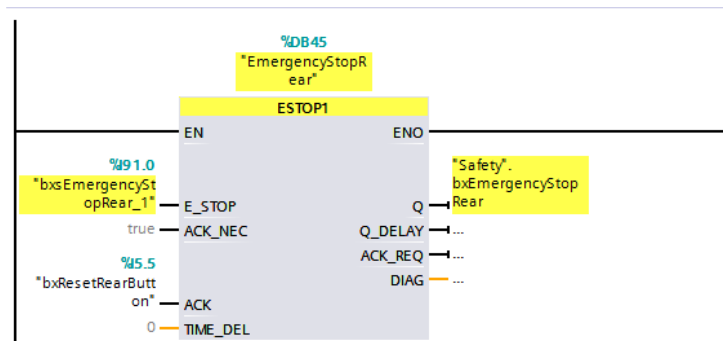 %DB45
"EmergencyStopR
ear"
ESTOP1
EN ENO
%I91.0
"bxsEmergencySt
opRear_1" E_STOP
"Safety".
bxEmergencyStop
Rear
Q
true ACK_NEC Q_DELAY ...
ACK_REQ ...
%I5.5
DIAG ...
"bxResetRearButt
on" ACK
0 TIME_DEL